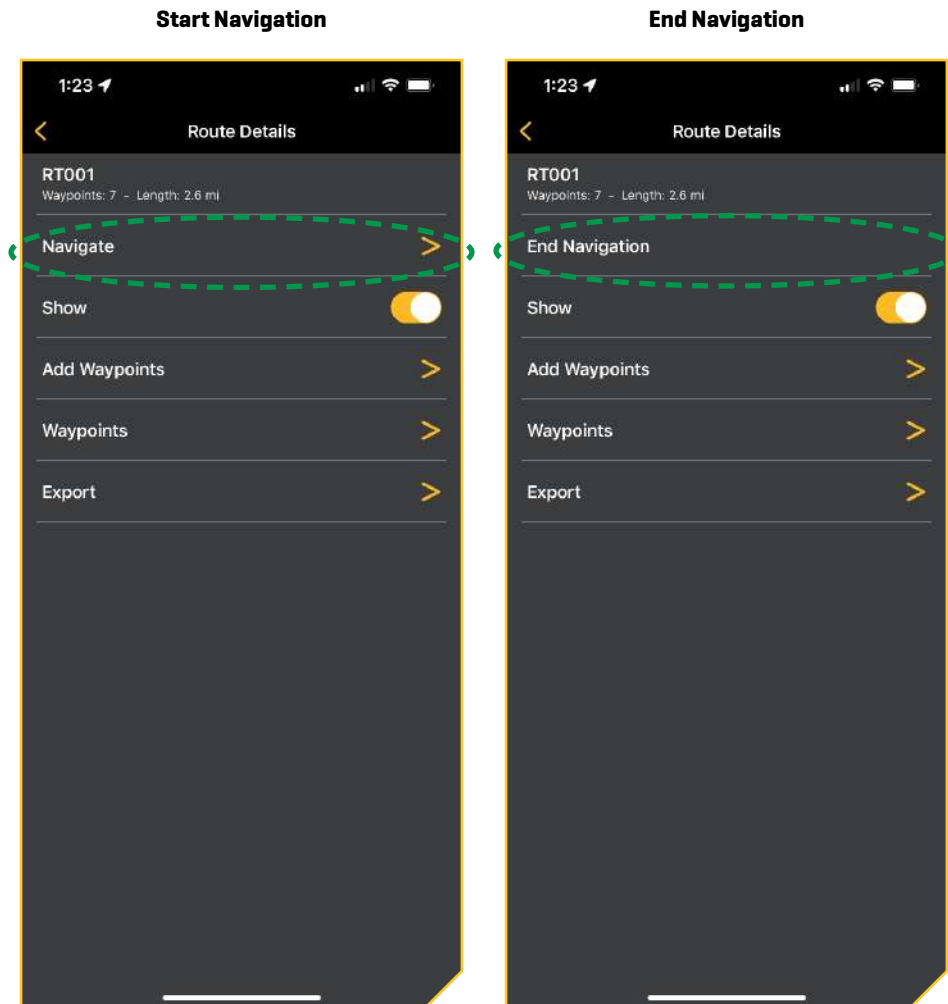 Start Navigation
1:23
Route Details
RT001
Waypoints: 7 - Length: 2.6 mi
Navigate
Show
Add Waypoints
Waypoints
Export
End Navigation
1:23
Route Details
RT001
Waypoints: 7 - Length: 2.6 mi
End Navigation
Show
Add Waypoints
Waypoints
Export